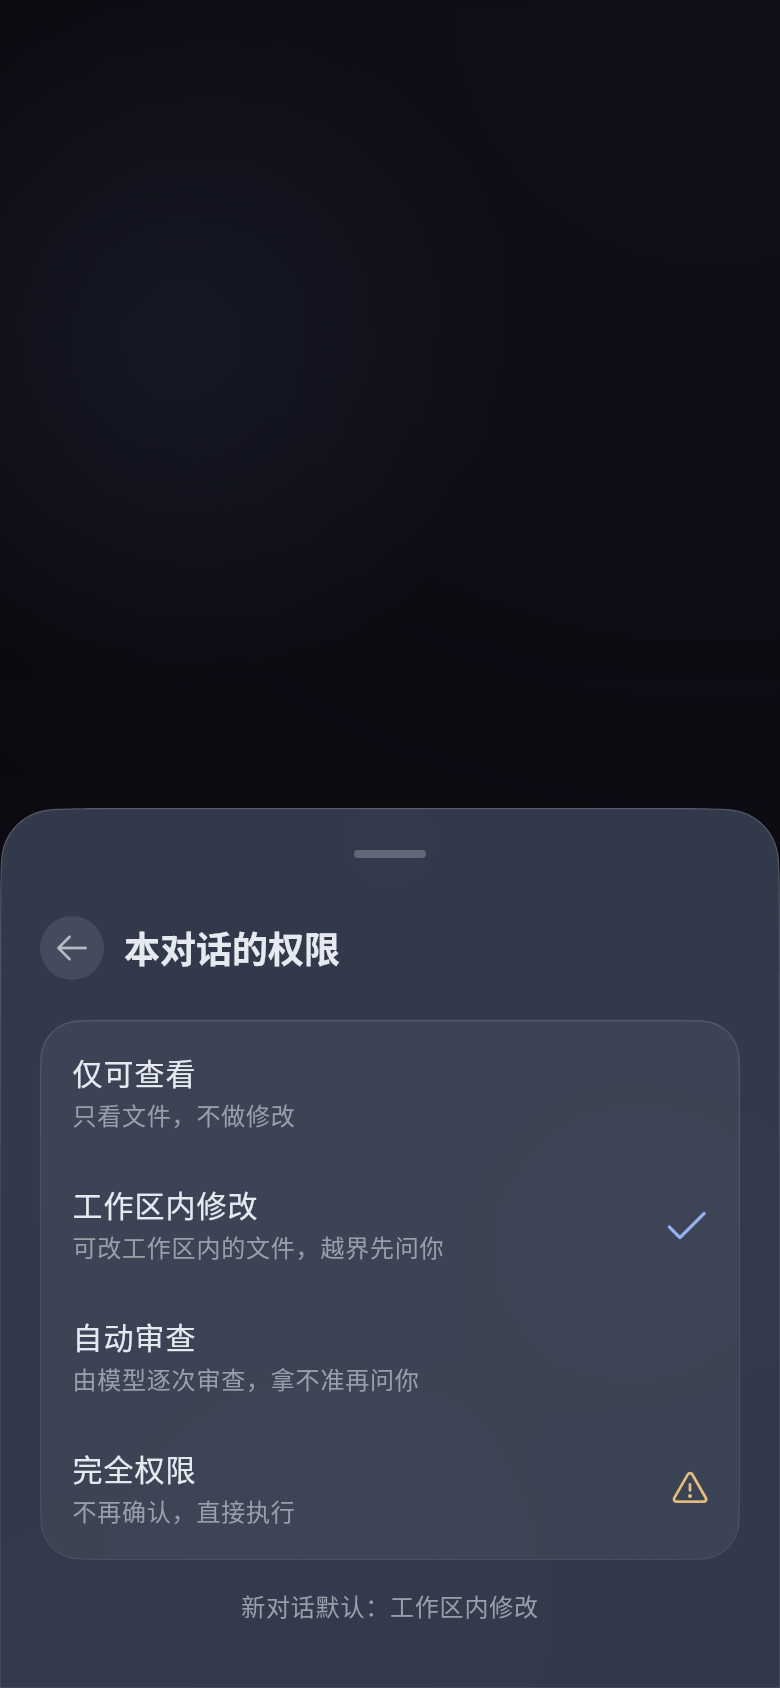 本对话的权限
仅可查看
只看文件，不做修改
工作区内修改
可改工作区内的文件，越界先问你
自动审查
由模型逐次审查，拿不准再问你
完全权限
不再确认，直接执行
新对话默认：工作区内修改